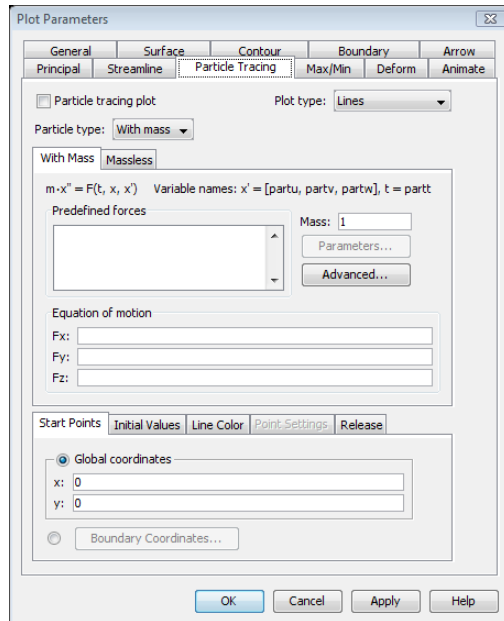 Plot Parameters
General Surface Contour Boundary Arrow
Principal Streamline Particle Tracing Max/Min Deform Animate
Particle tracing plot Plot type: Lines
Particle type: With mass
With Mass Massless
m·x'' = F(t, x, x') Variable names: x' = [partu, partv, partw], t = partt
Predefined forces
Mass: 1
Parameters...
Advanced...
Equation of motion
Fx:
Fy:
Fz:
Start Points Initial Values Line Color Point Settings Release
Global coordinates
x: 0
y: 0
Boundary Coordinates...
OK Cancel Apply Help